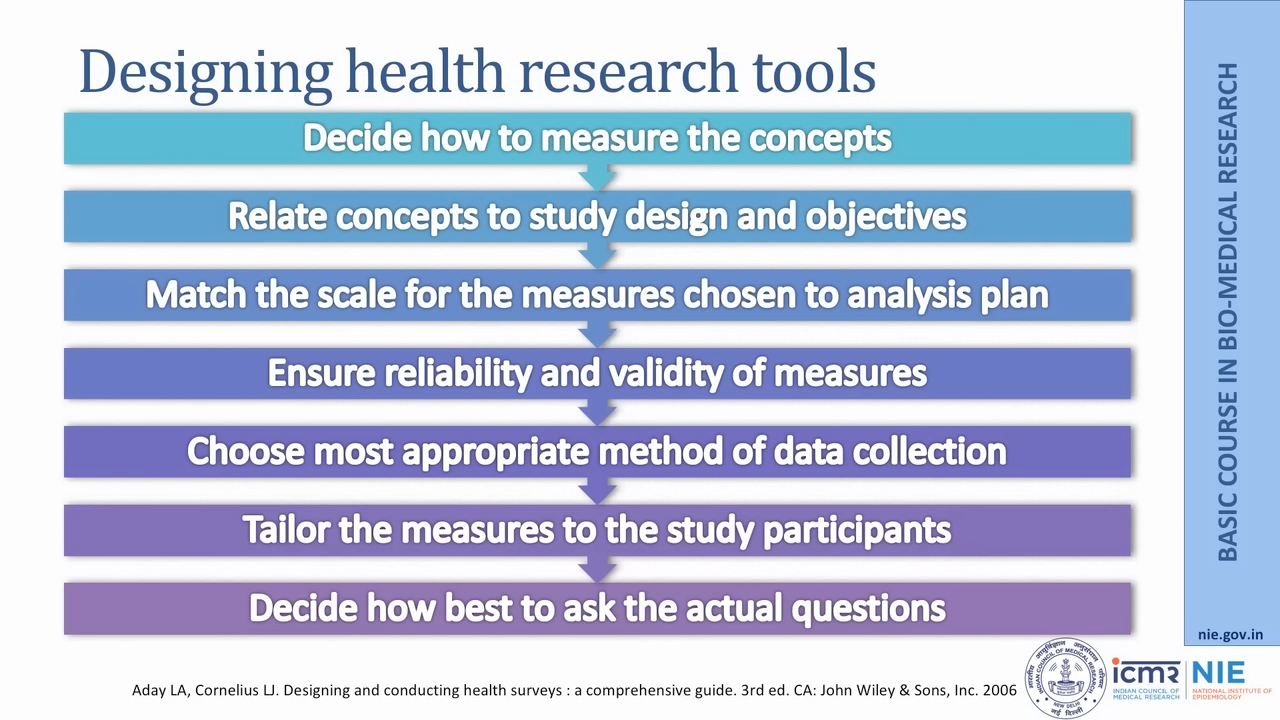 Designing health research tools
Decide how to measure the concepts
Relate concepts to study design and objectives
Match the scale for the measures chosen to analysis plan
Ensure reliability and validity of measures
Choose most appropriate method of data collection
Tailor the measures to the study participants
Decide how best to ask the actual questions
BASIC COURSE IN BIO-MEDICAL RESEARCH
nie.gov.in
Aday LA, Cornelius LJ. Designing and conducting health surveys : a comprehensive guide. 3rd ed. CA: John Wiley & Sons, Inc. 2006
icmr
INDIAN COUNCIL OF
MEDICAL RESEARCH
NIE
NATIONAL INSTITUTE OF
EPIDEMIOLOGY